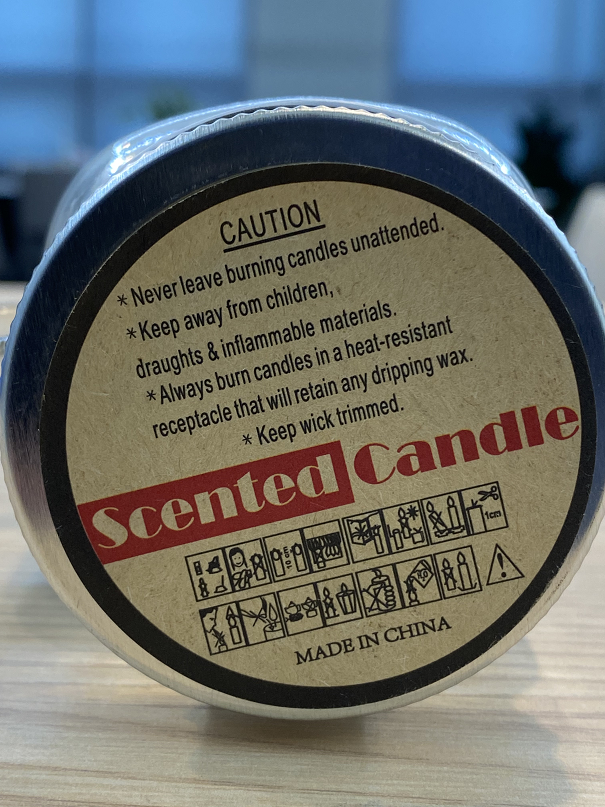 CAUTION
* Never leave burning candles unattended.
* Keep away from children,
draughts & inflammable materials.
* Always burn candles in a heat-resistant
receptacle that will retain any dripping wax.
* Keep wick trimmed.
Scented Candle
1cm
MADE IN CHINA